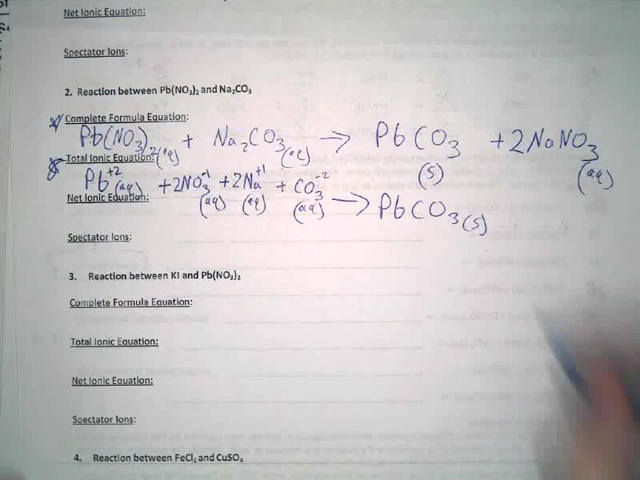 Net Ionic Equation:
Spectator Ions:
2. Reaction between Pb(NO₃)₂ and Na₂CO₃
Complete Formula Equation:
Pb(NO₃)₂(aq) + Na₂CO₃(aq) → PbCO₃(s) + 2NaNO₃(aq)
Total Ionic Equation:
Pb⁺²(aq) + 2NO₃⁻¹(aq) + 2Na⁺¹(aq) + CO₃⁻²(aq) → PbCO₃(s)
Net Ionic Equation:
Spectator Ions:
3. Reaction between KI and Pb(NO₃)₂
Complete Formula Equation:
Total Ionic Equation:
Net Ionic Equation:
Spectator Ions:
4. Reaction between FeCl₂ and CuSO₄